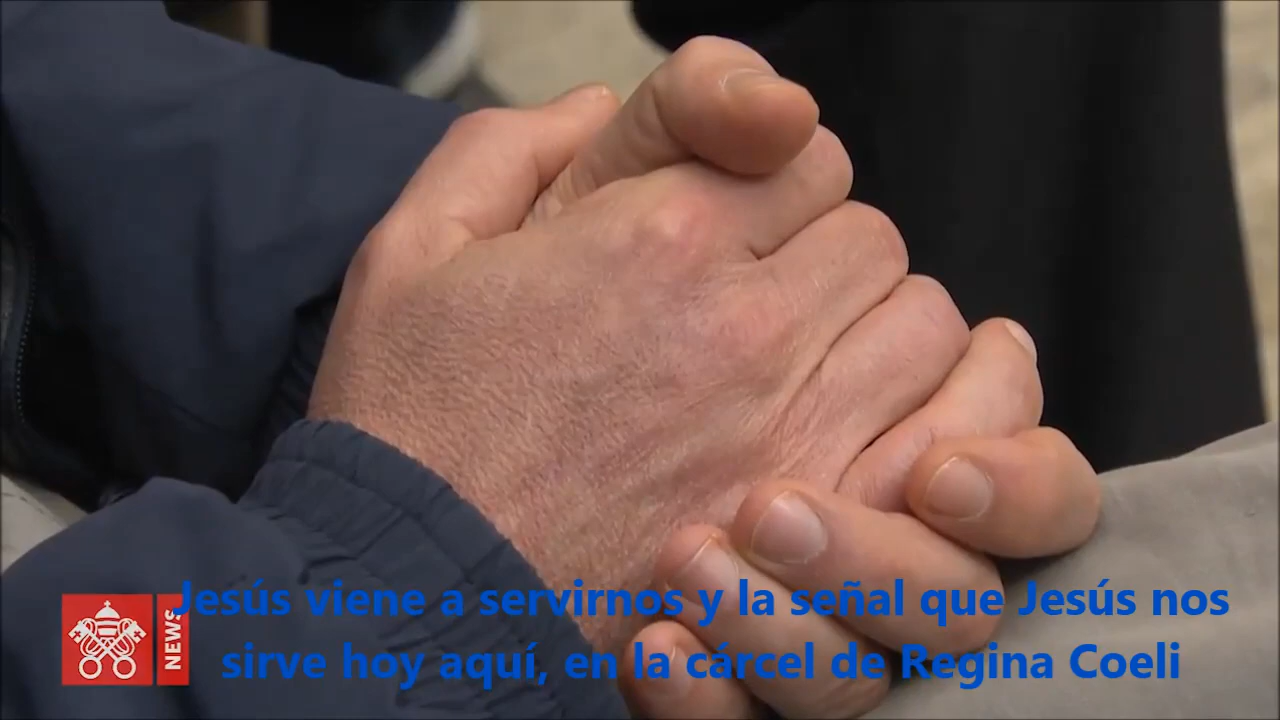 Jesús viene a servirnos y la señal que Jesús nos
sirve hoy aquí, en la cárcel de Regina Coeli
NEWS